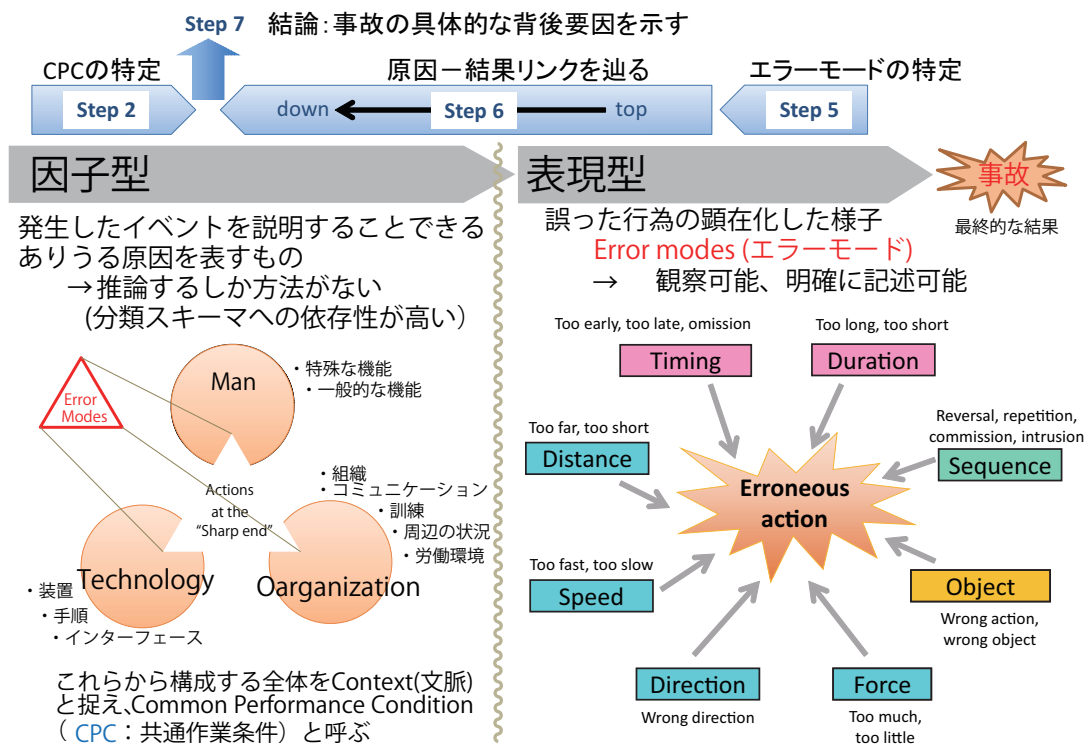 Step 7 結論：事故の具体的な背後要因を示す
CPCの特定
原因－結果リンクを辿る
エラーモードの特定
Step 2
down
Step 6
top
Step 5
因子型
表現型
事故
最終的な結果
発生したイベントを説明することできる
ありうる原因を表すもの
→推論するしか方法がない
(分類スキーマへの依存性が高い）
誤った行為の顕在化した様子
Error modes (エラーモード)
→ 観察可能、明確に記述可能
Error
Modes
Man
・特殊な機能
・一般的な機能
Actions
at the
“Sharp end”
・組織
・コミュニケーション
・訓練
・周辺の状況
・労働環境
Technology
Oarganization
・装置
・手順
・インターフェース
これらから構成する全体をContext(文脈)
と捉え、Common Performance Condition
（ CPC：共通作業条件）と呼ぶ
Too early, too late, omission
Timing
Too long, too short
Duration
Too far, too short
Distance
Reversal, repetition,
commission, intrusion
Sequence
Erroneous
action
Too fast, too slow
Speed
Object
Wrong action,
wrong object
Direction
Wrong direction
Force
Too much,
too little